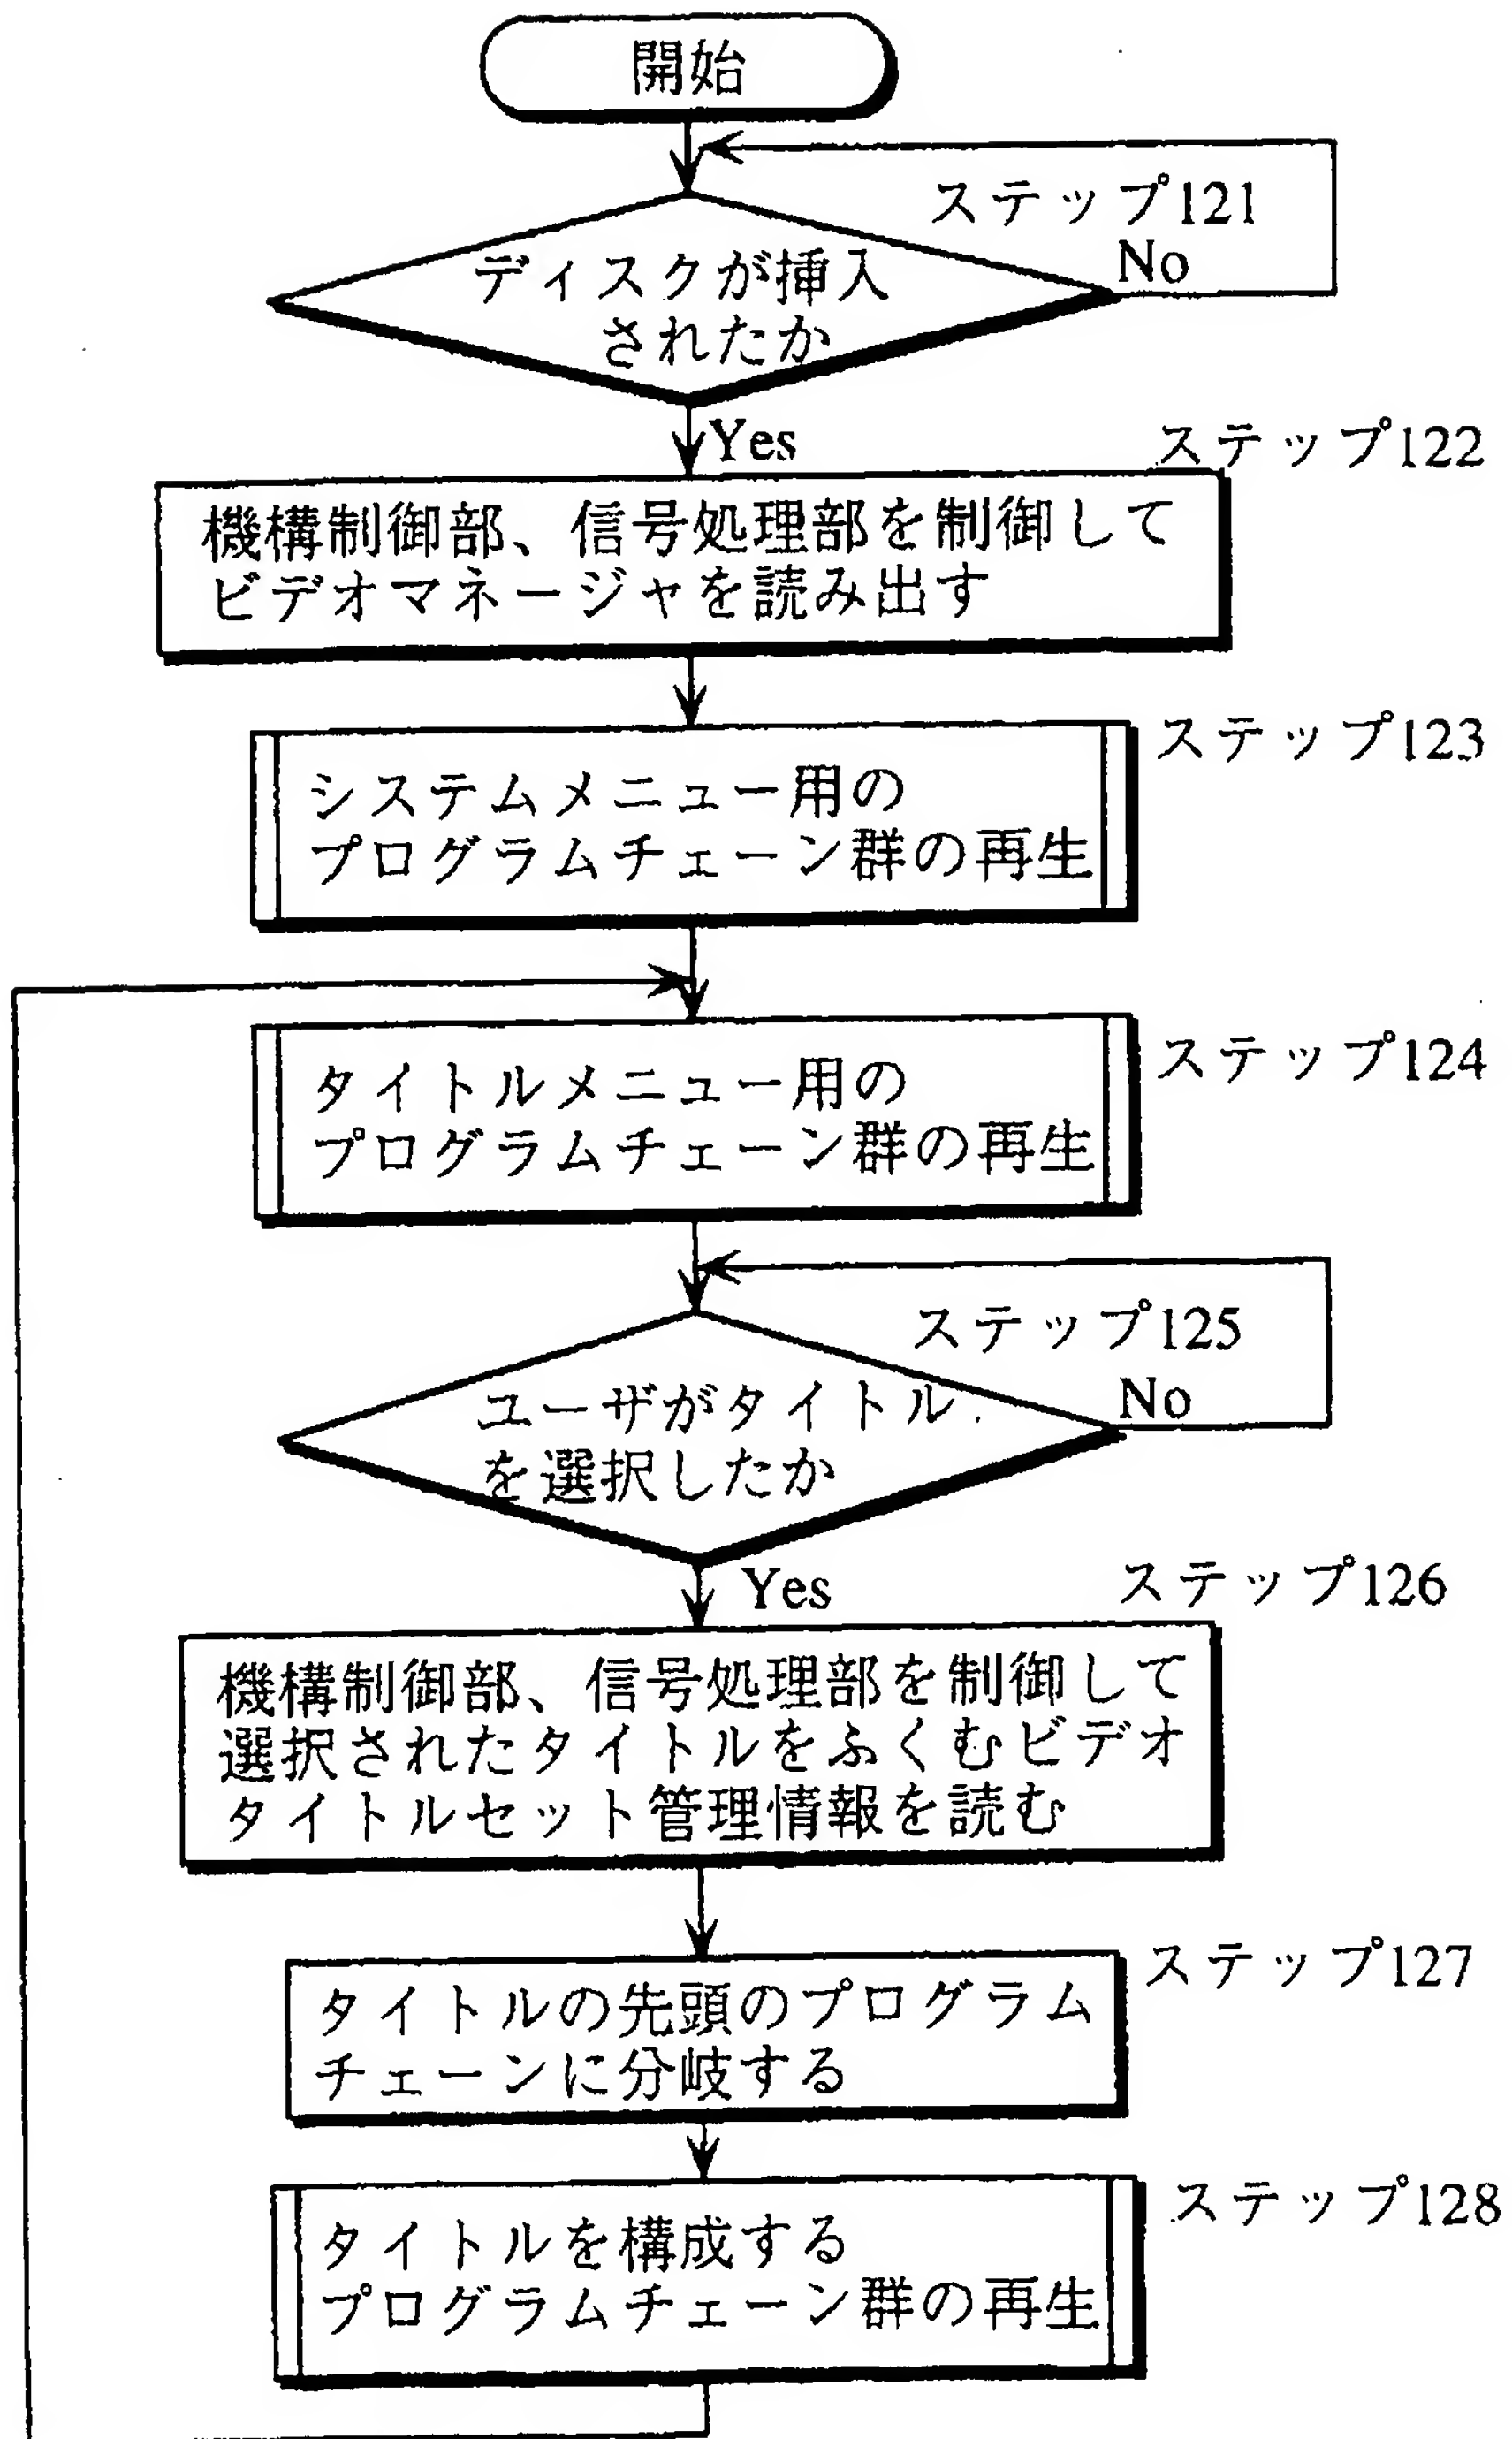 開始
ステップ121
No
ディスクが挿入
されたか
Yes
ステップ122
機構制御部、信号処理部を制御して
ビデオマネージャを読み出す
ステップ123
システムメニュー用の
プログラムチェーン群の再生
ステップ124
タイトルメニュー用の
プログラムチェーン群の再生
ステップ125
No
ユーザがタイトル
を選択したか
Yes
ステップ126
機構制御部、信号処理部を制御して
選択されたタイトルをふくむビデオ
タイトルセット管理情報を読む
ステップ127
タイトルの先頭のプログラム
チェーンに分岐する
ステップ128
タイトルを構成する
プログラムチェーン群の再生